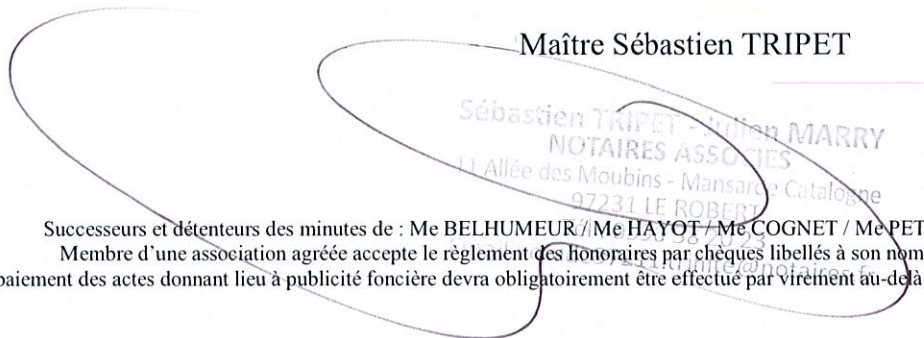 Maître Sébastien TRIPET
Sébastien TRIPET - Julien MARRY
NOTAIRES ASSOCIES
11 Allée des Moubins - Mansarde Catalogne
97231 LE ROBERT
Successeurs et détenteurs des minutes de : Me BELHUMEUR / Me HAYOT / Me COGNET / Me PET
Membre d'une association agréée accepte le règlement des honoraires par chèques libellés à son nom
paiement des actes donnant lieu à publicité foncière devra obligatoirement être effectué par virement au-delà